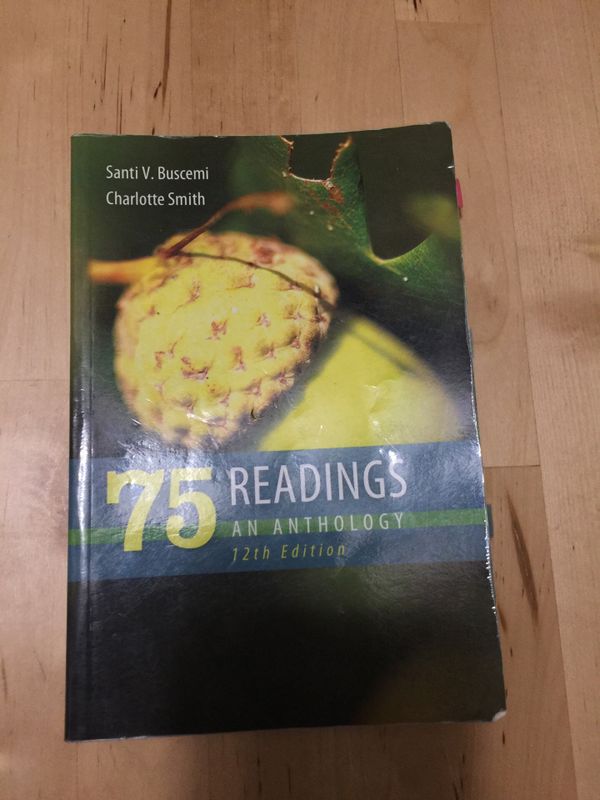 Santi V. Buscemi
Charlotte Smith
75 READINGS
AN ANTHOLOGY
12th Edition